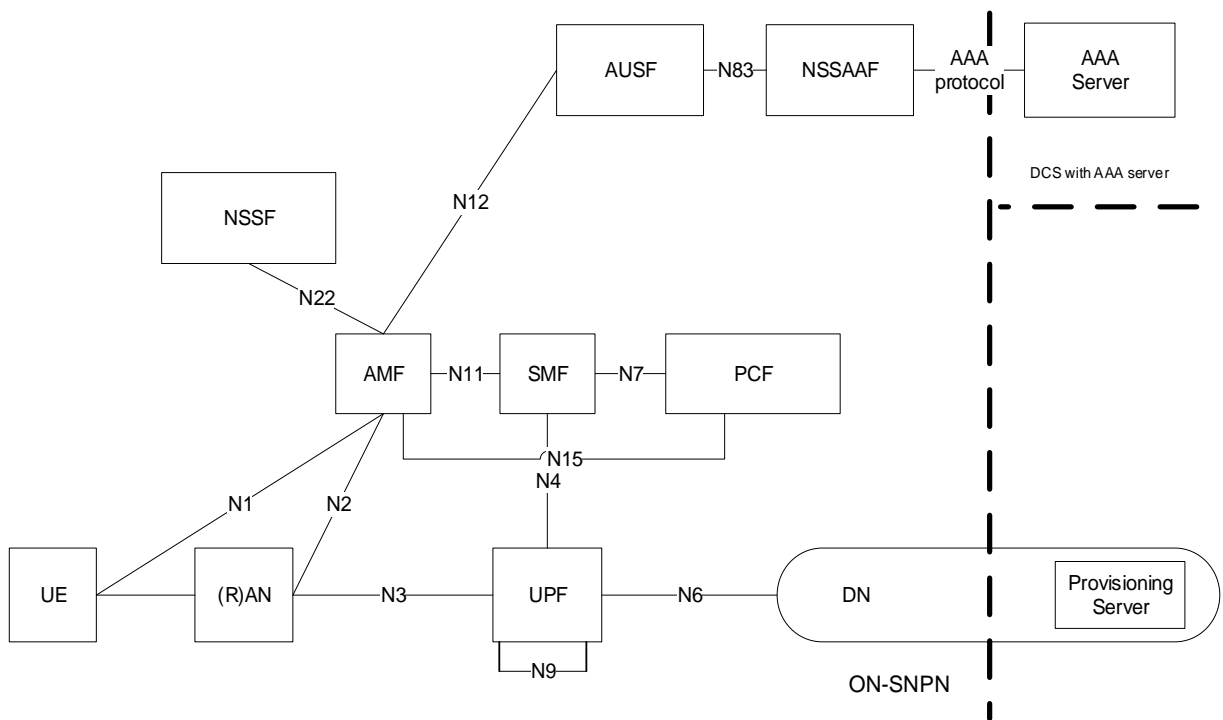 AUSF
N83
NSSAAF
AAA
protocol
AAA
Server
DCS with AAA server
N12
NSSF
N22
AMF
N11
SMF
N7
PCF
N15
N4
N1
N2
UE
(R)AN
N3
UPF
N6
DN
Provisioning
Server
N9
ON-SNPN